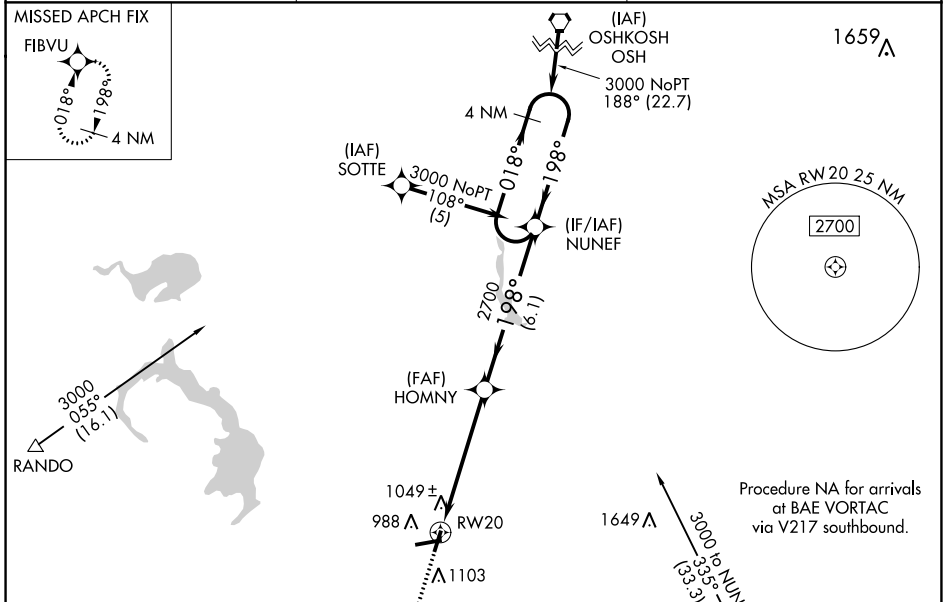 MISSED APCH FIX
FIBVU
018°
198°
4 NM
(IAF)
OSHKOSH
OSH
3000 NoPT
188° (22.7)
1659
4 NM
018°
198°
(IAF)
SOTTE
3000 NoPT
108°
(5)
(IF/IAF)
NUNEF
MSA RW20 25 NM
2700
2700
198°
(6.1)
(FAF)
HOMNY
3000
055°
(16.1)
RANDO
1049 ±
988
RW20
1103
1649
3000 to NUN
335°
(33.3)
Procedure NA for arrivals
at BAE VORTAC
via V217 southbound.